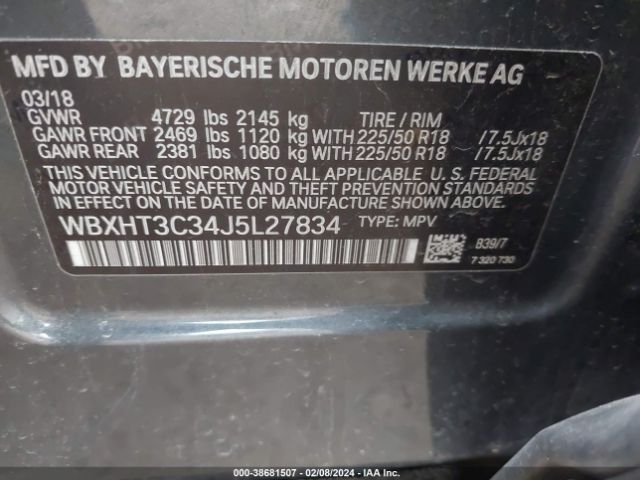 MFD BY BAYERISCHE MOTOREN WERKE AG
03/18
GVWR 4729 lbs 2145 kg TIRE / RIM
GAWR FRONT 2469 lbs 1120 kg WITH 225/50 R18 /7.5Jx18
GAWR REAR 2381 lbs 1080 kg WITH 225/50 R18 /7.5Jx18
THIS VEHICLE CONFORMS TO ALL APPLICABLE FEDERAL
MOTOR VEHICLE SAFETY AND THEFT PREVENTION STANDARDS
IN EFFECT ON THE DATE OF MANUFACTURE SHOWN ABOVE.
WBXHT3C34J5L27834 TYPE: MPV
B39/7
7 320 730
000-38681507 - 02/08/2024 - IAA Inc.